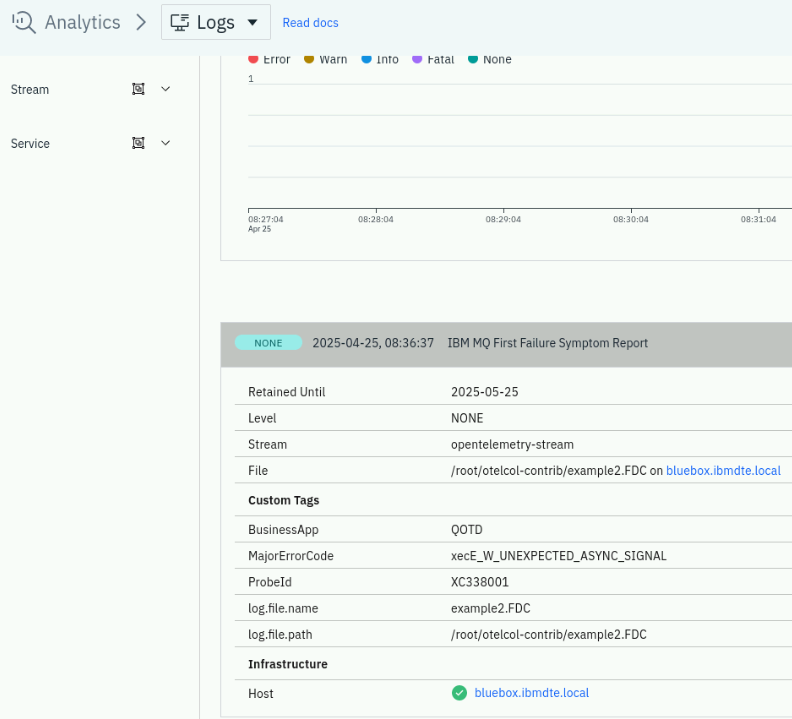 Analytics > Logs Read docs
Error Warn Info Fatal None
Stream
1
Service
08:27:04 08:28:04 08:29:04 08:30:04 08:31:04
Apr 25
NONE 2025-04-25, 08:36:37 IBM MQ First Failure Symptom Report
Retained Until 2025-05-25
Level NONE
Stream opentelemetry-stream
File /root/otelcol-contrib/example2.FDC on bluebox.ibmdte.local
Custom Tags
BusinessApp QOTD
MajorErrorCode xecE_W_UNEXPECTED_ASYNC_SIGNAL
ProbeId XC338001
log.file.name example2.FDC
log.file.path /root/otelcol-contrib/example2.FDC
Infrastructure
Host bluebox.ibmdte.local